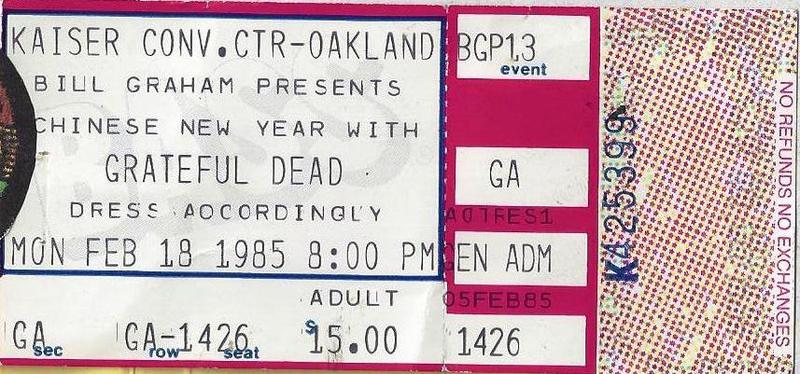 KAISER CONV.CTR-OAKLAND
BILL GRAHAM PRESENTS
CHINESE NEW YEAR WITH
GRATEFUL DEAD
DRESS ACCORDINGLY
MON FEB 18 1985 8:00 PM
ADULT
GA GA-1426 $15.00
sec row seat
BGP13
event
GA
GEN ADM
05FEB85
1426
K425399
NO REFUNDS NO EXCHANGES